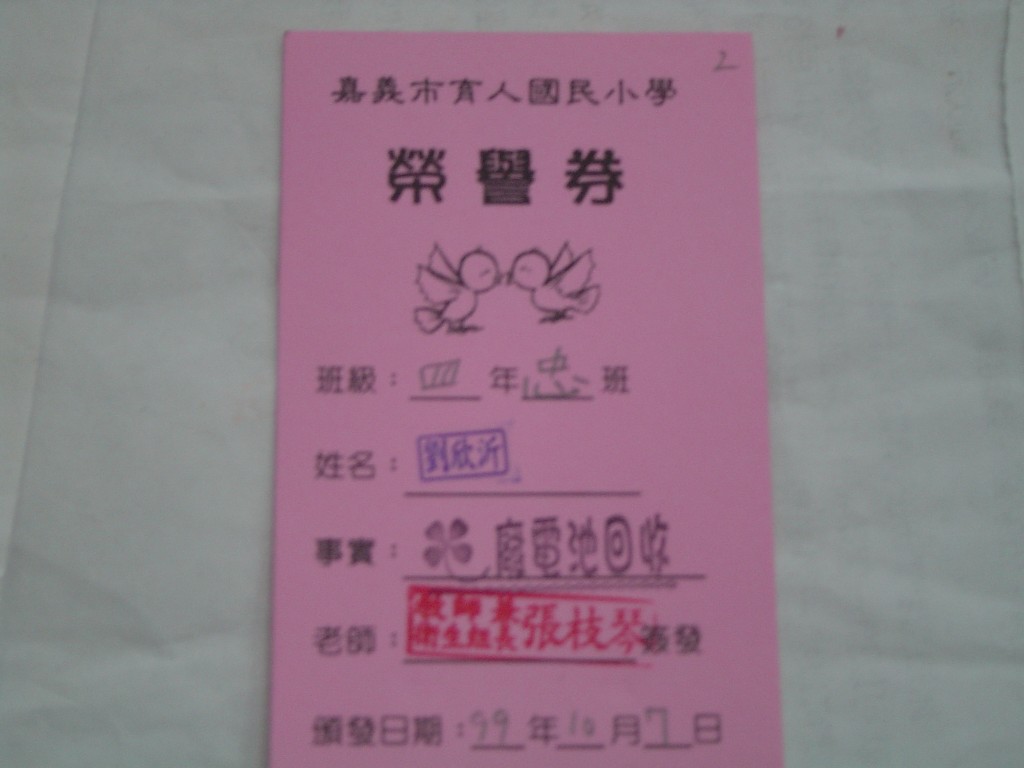 2
嘉義市育人國民小學
榮譽券
班級：四年忠班
姓名：劉欣沂
事實：廢電池回收
老師：教師兼衛生組長張枝琴簽發
頒發日期：99年10月7日